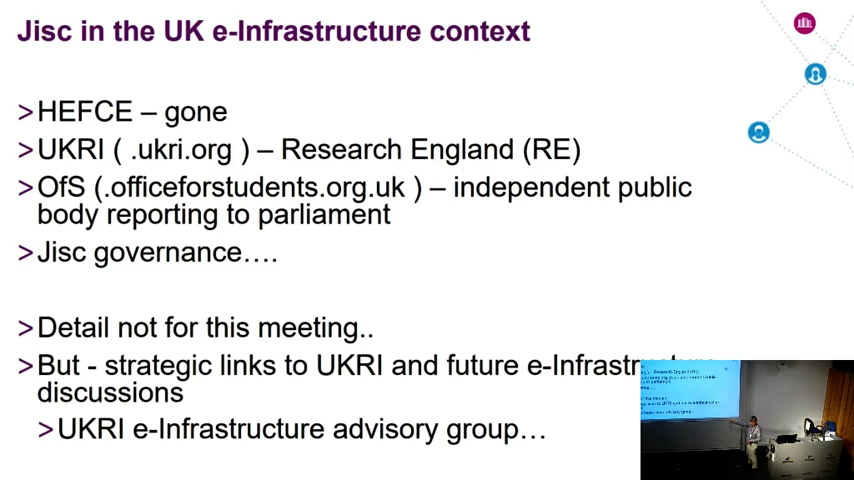 Jisc in the UK e-Infrastructure context
>HEFCE – gone
>UKRI ( .ukri.org ) – Research England (RE)
>OfS (.officeforstudents.org.uk ) – independent public
body reporting to parliament
>Jisc governance….
>Detail not for this meeting..
>But - strategic links to UKRI and future e-Infrastructure
discussions
>UKRI e-Infrastructure advisory group…